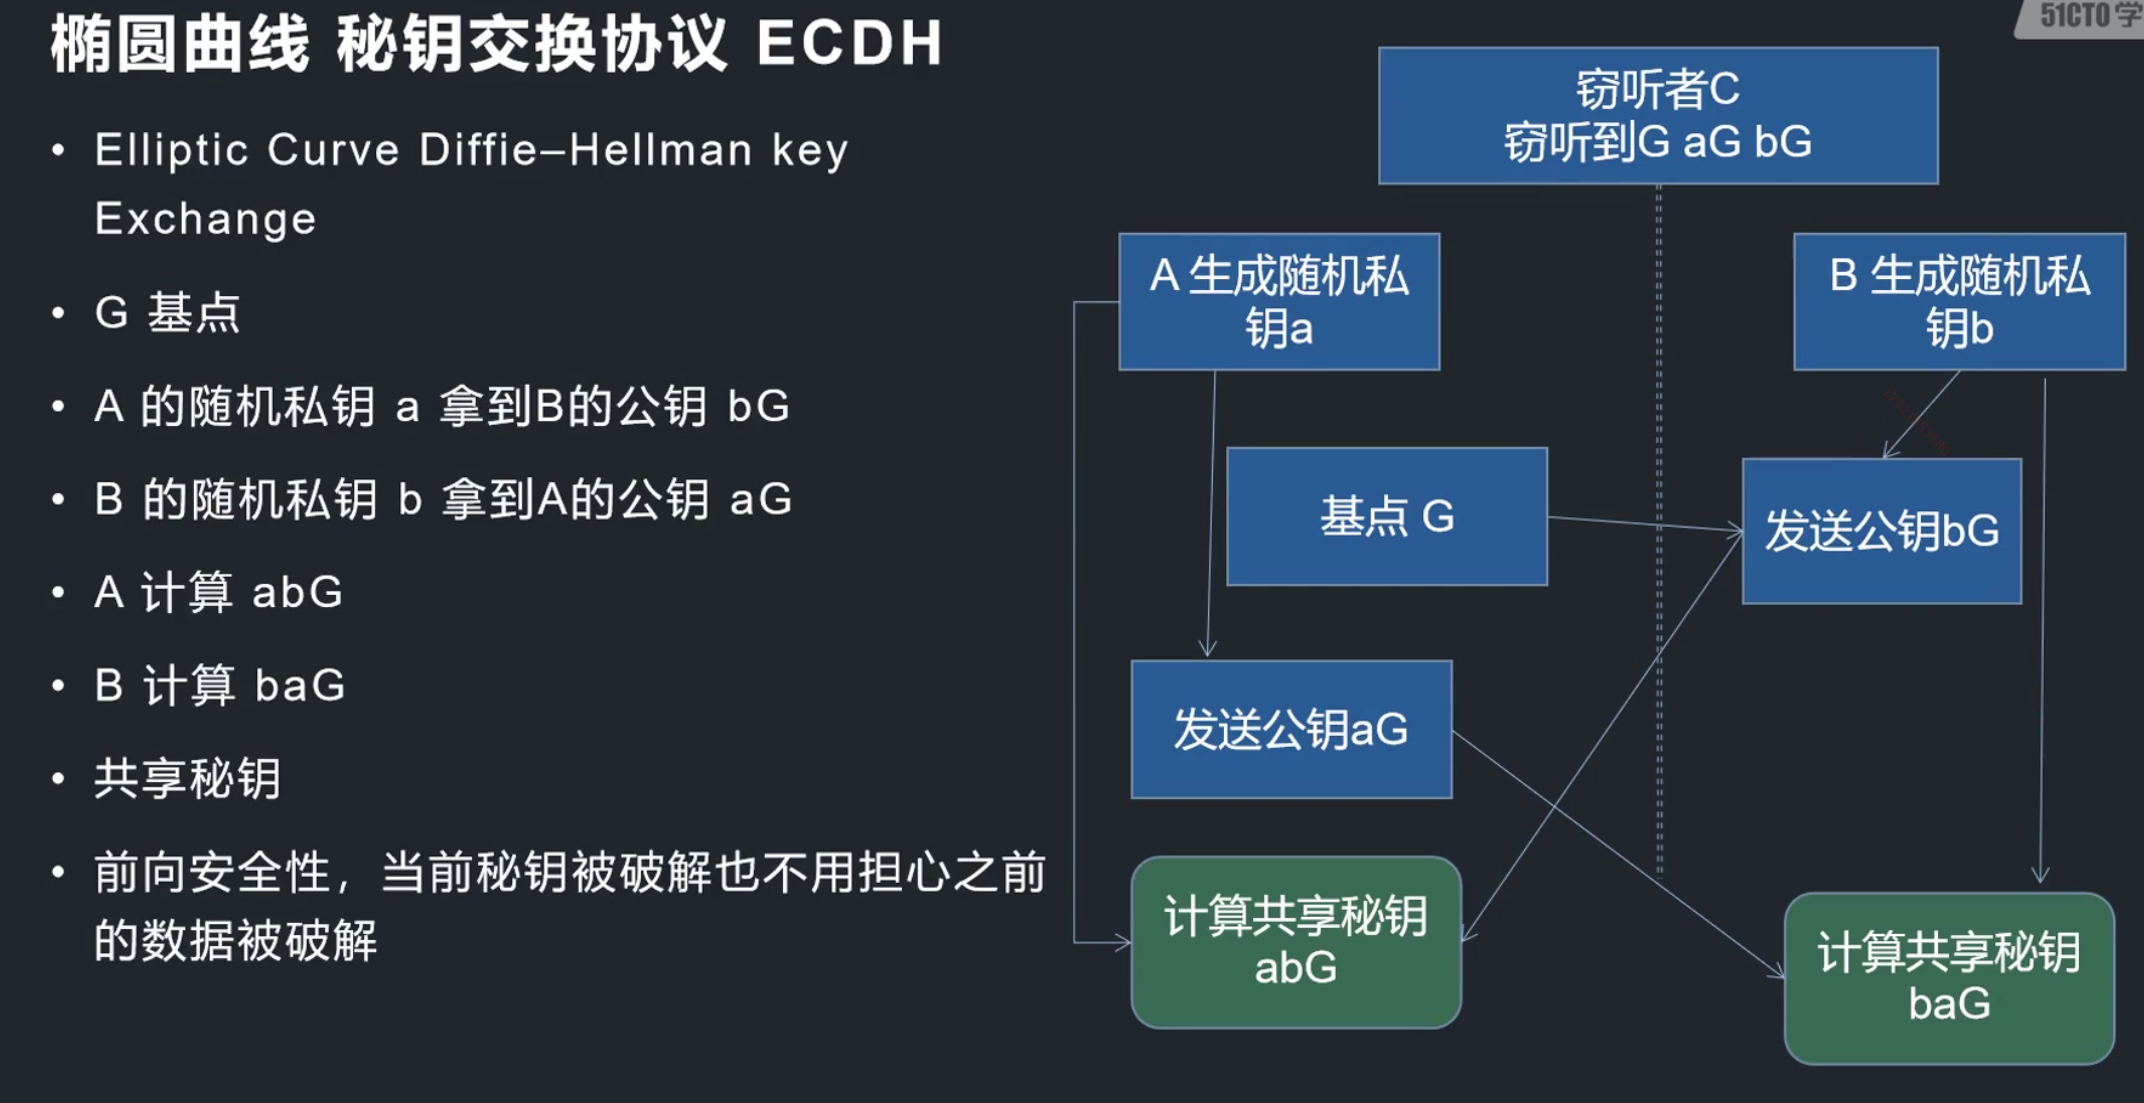 椭圆曲线 秘钥交换协议 ECDH
• Elliptic Curve Diffie–Hellman key
Exchange
• G 基点
• A 的随机私钥 a 拿到B的公钥 bG
• B 的随机私钥 b 拿到A的公钥 aG
• A 计算 abG
• B 计算 baG
• 共享秘钥
• 前向安全性，当前秘钥被破解也不用担心之前
的数据被破解
51CTO学
窃听者C
窃听到G aG bG
A 生成随机私
钥a
B 生成随机私
钥b
基点 G
发送公钥bG
发送公钥aG
计算共享秘钥
abG
计算共享秘钥
baG